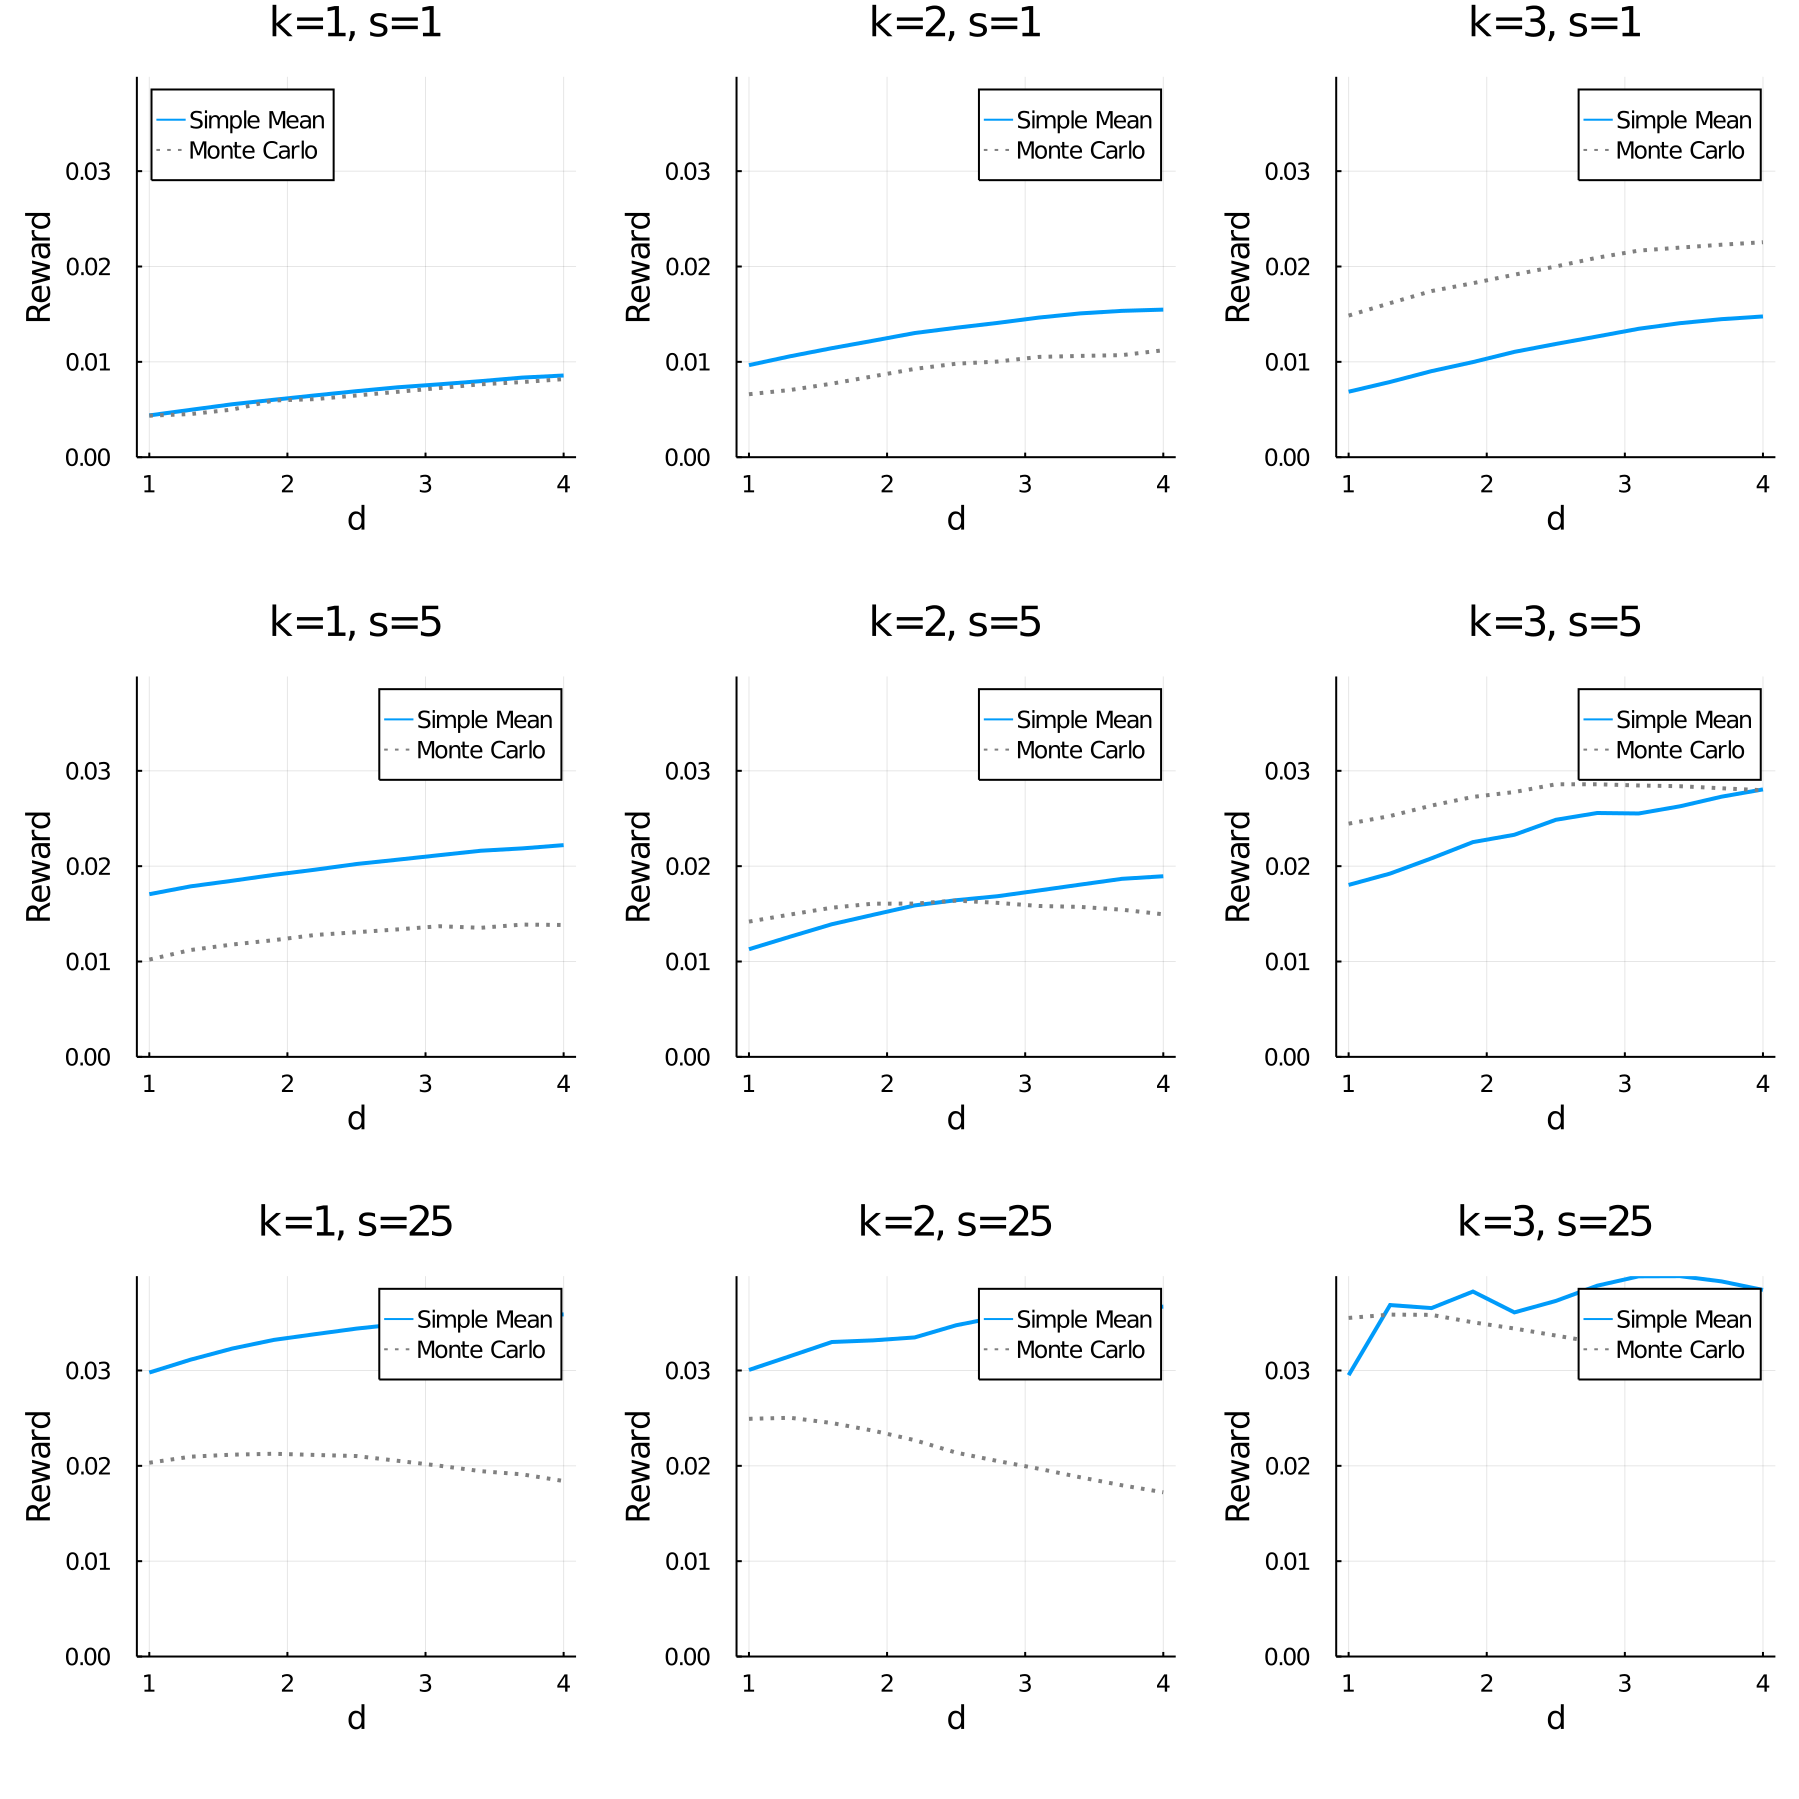 k=1, s=1
Simple Mean
Monte Carlo
0.03
0.02
0.01
0.00
Reward
1 2 3 4
d
k=2, s=1
Simple Mean
Monte Carlo
0.03
0.02
0.01
0.00
Reward
1 2 3 4
d
k=3, s=1
Simple Mean
Monte Carlo
0.03
0.02
0.01
0.00
Reward
1 2 3 4
d
k=1, s=5
Simple Mean
Monte Carlo
0.03
0.02
0.01
0.00
Reward
1 2 3 4
d
k=2, s=5
Simple Mean
Monte Carlo
0.03
0.02
0.01
0.00
Reward
1 2 3 4
d
k=3, s=5
Simple Mean
Monte Carlo
0.03
0.02
0.01
0.00
Reward
1 2 3 4
d
k=1, s=25
Simple Mean
Monte Carlo
0.03
0.02
0.01
0.00
Reward
1 2 3 4
d
k=2, s=25
Simple Mean
Monte Carlo
0.03
0.02
0.01
0.00
Reward
1 2 3 4
d
k=3, s=25
Simple Mean
Monte Carlo
0.03
0.02
0.01
0.00
Reward
1 2 3 4
d